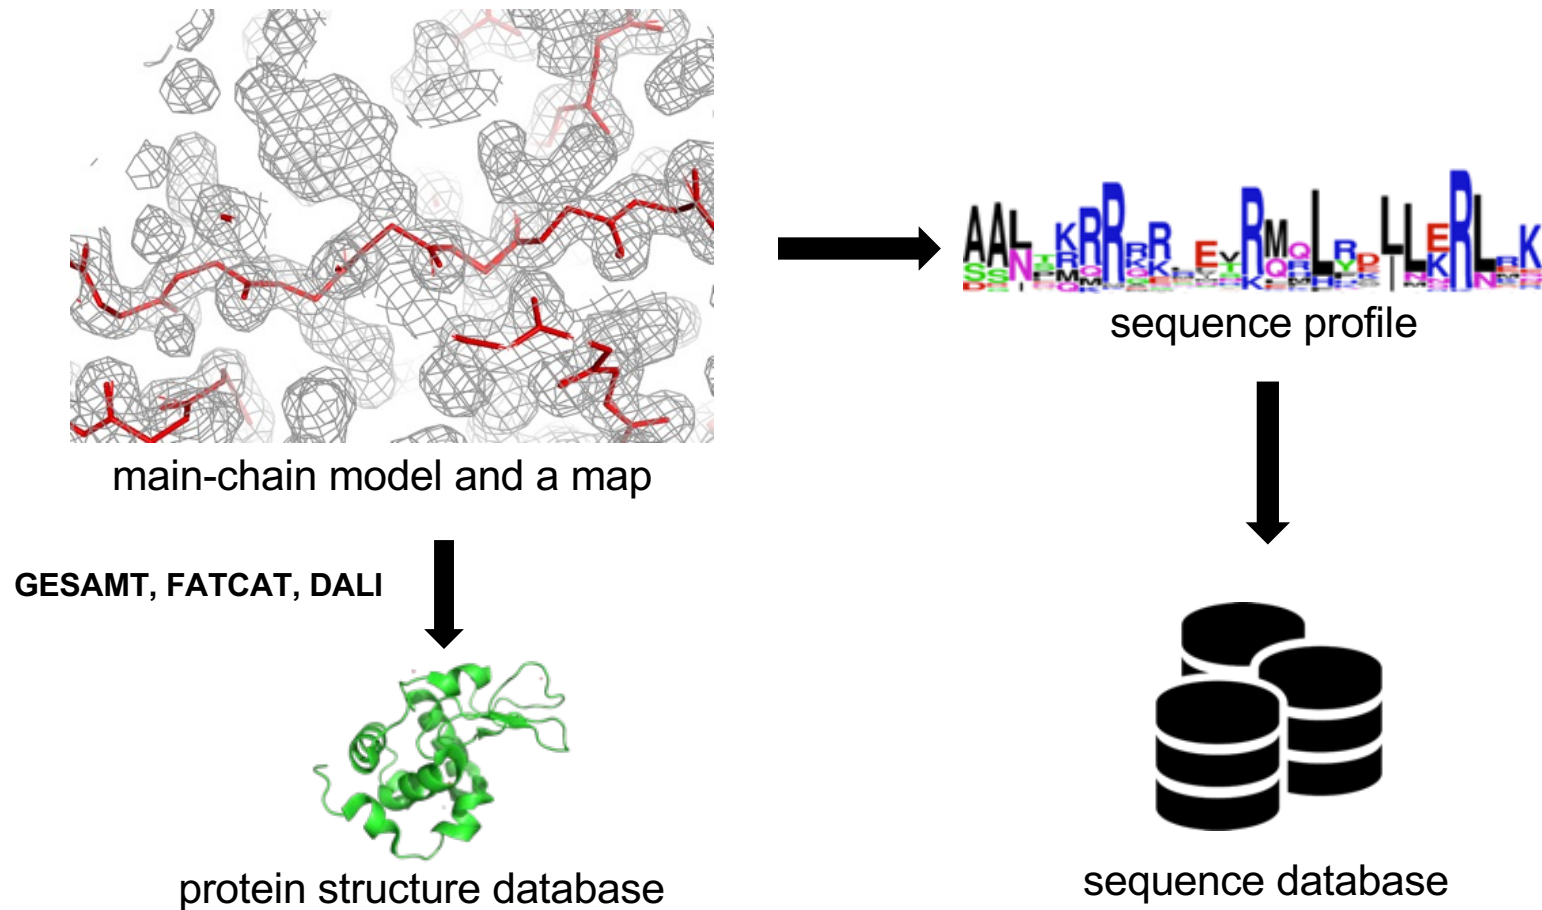 main-chain model and a map
sequence profile
GESAMT, FATCAT, DALI
protein structure database
sequence database